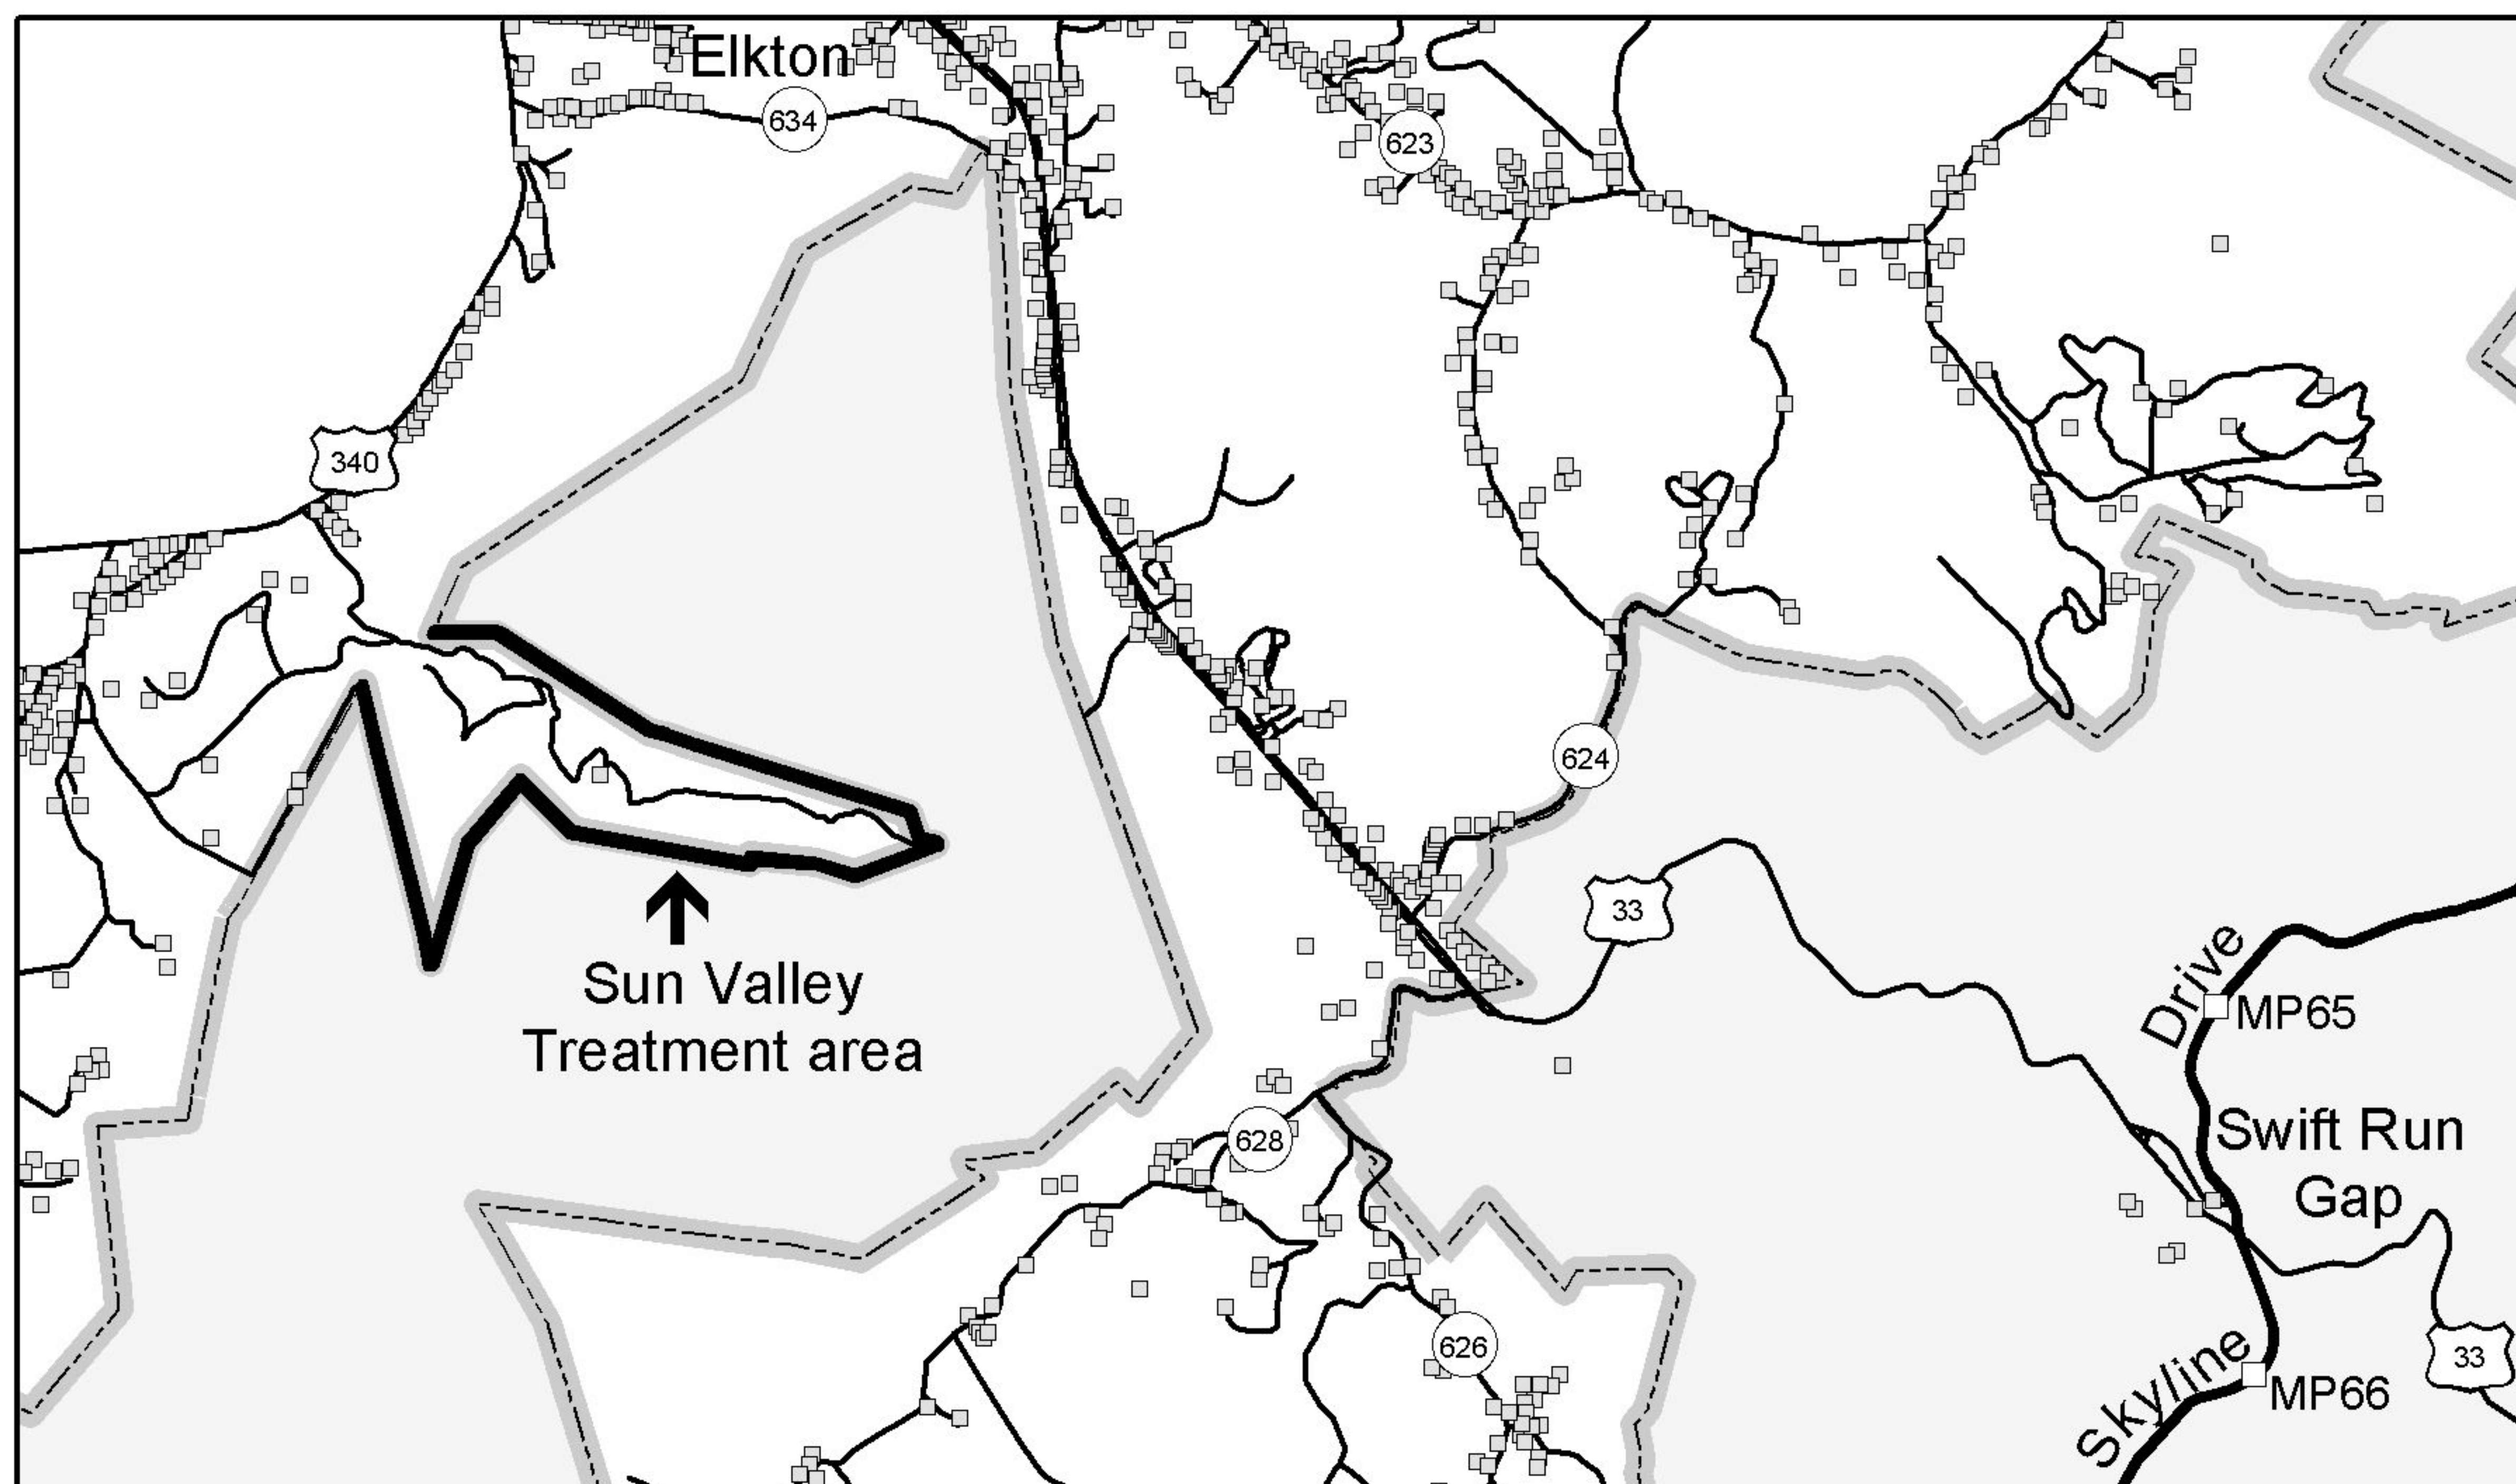 Elkton
634
623
340
624
33
Drive
MP65
Sun Valley
Treatment area
628
Swift Run
Gap
626
33
Skyline
MP66